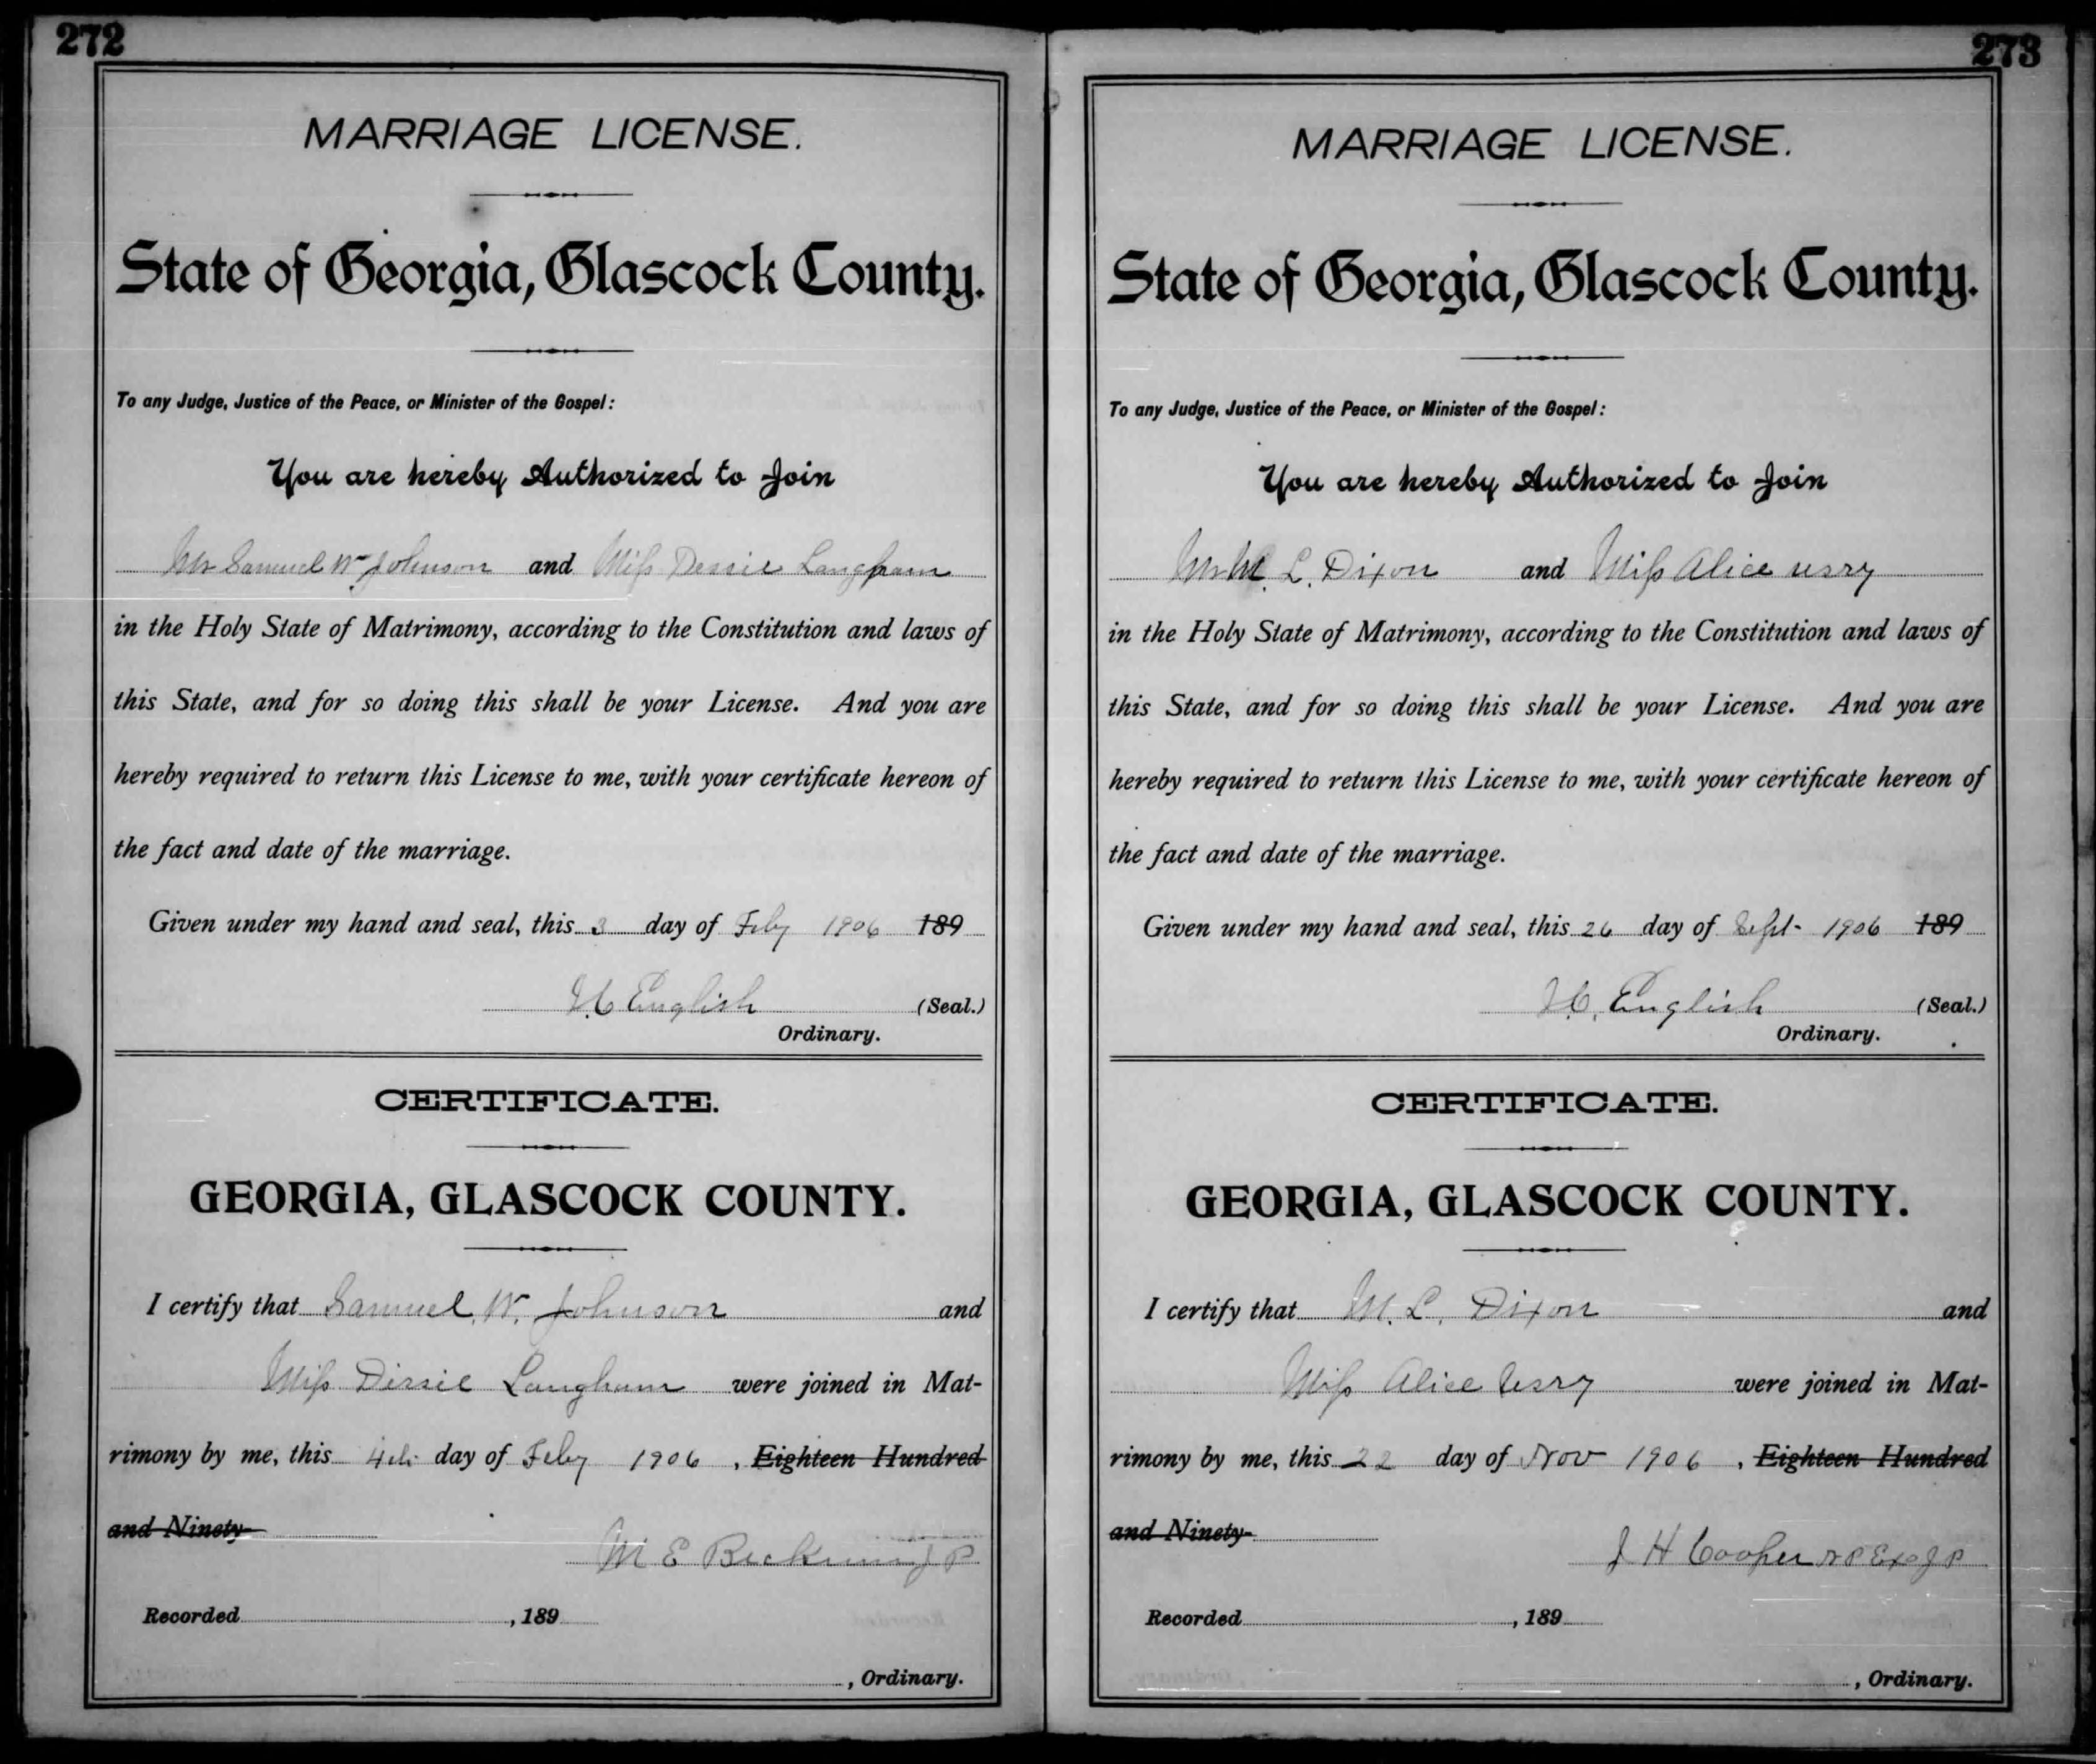 272
MARRIAGE LICENSE.
State of Georgia, Glascock County.
To any Judge, Justice of the Peace, or Minister of the Gospel:
You are hereby Authorized to Join
Mr Samuel W Johnson and Miss Dessie Langham
in the Holy State of Matrimony, according to the Constitution and laws of
this State, and for so doing this shall be your License. And you are
hereby required to return this License to me, with your certificate hereon of
the fact and date of the marriage.
Given under my hand and seal, this 3 day of Feby 1906 189
English (Seal.)
Ordinary.
CERTIFICATE.
GEORGIA, GLASCOCK COUNTY.
I certify that Samuel W. Johnson and
Miss Dessie Langham were joined in Mat-
rimony by me, this 4th day of Feby 1906, Eighteen Hundred
and Ninety-
M E J P
Recorded , 189
, Ordinary.
273
MARRIAGE LICENSE.
State of Georgia, Glascock County.
To any Judge, Justice of the Peace, or Minister of the Gospel:
You are hereby Authorized to Join
Mr M. L. Dixon and Miss Alice Usry
in the Holy State of Matrimony, according to the Constitution and laws of
this State, and for so doing this shall be your License. And you are
hereby required to return this License to me, with your certificate hereon of
the fact and date of the marriage.
Given under my hand and seal, this 26 day of Sept- 1906 189
English (Seal.)
Ordinary.
CERTIFICATE.
GEORGIA, GLASCOCK COUNTY.
I certify that M. L. Dixon and
Miss Alice Usry were joined in Mat-
rimony by me, this 22 day of Nov 1906, Eighteen Hundred
and Ninety-
J H Cooper N P Exo J P
Recorded , 189
, Ordinary.